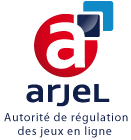 a
arjel
Autorité de régulation
des jeux en ligne